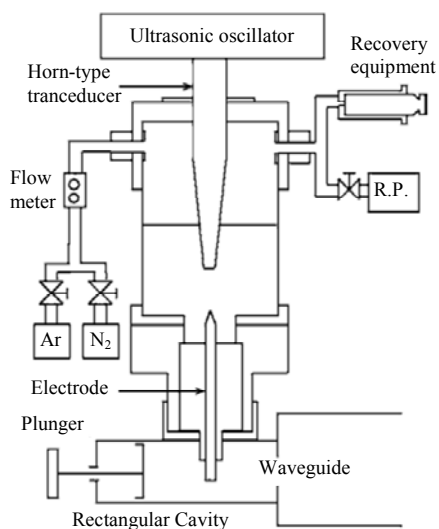 Ultrasonic oscillator
Horn-type
tranceducer
Recovery
equipment
Flow
meter
R.P.
Ar
N₂
Electrode
Plunger
Waveguide
Rectangular Cavity